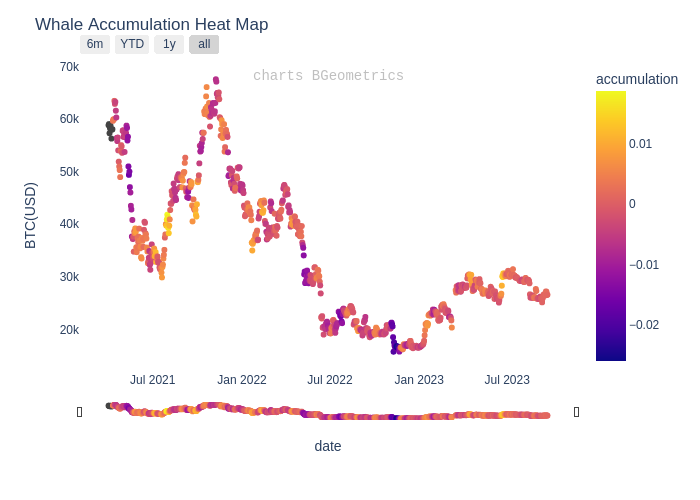 Whale Accumulation Heat Map
6m YTD 1y all
charts BGeometrics
accumulation
70k
60k
50k
40k
30k
20k
BTC(USD)
0.01
0
−0.01
−0.02
Jul 2021 Jan 2022 Jul 2022 Jan 2023 Jul 2023
date